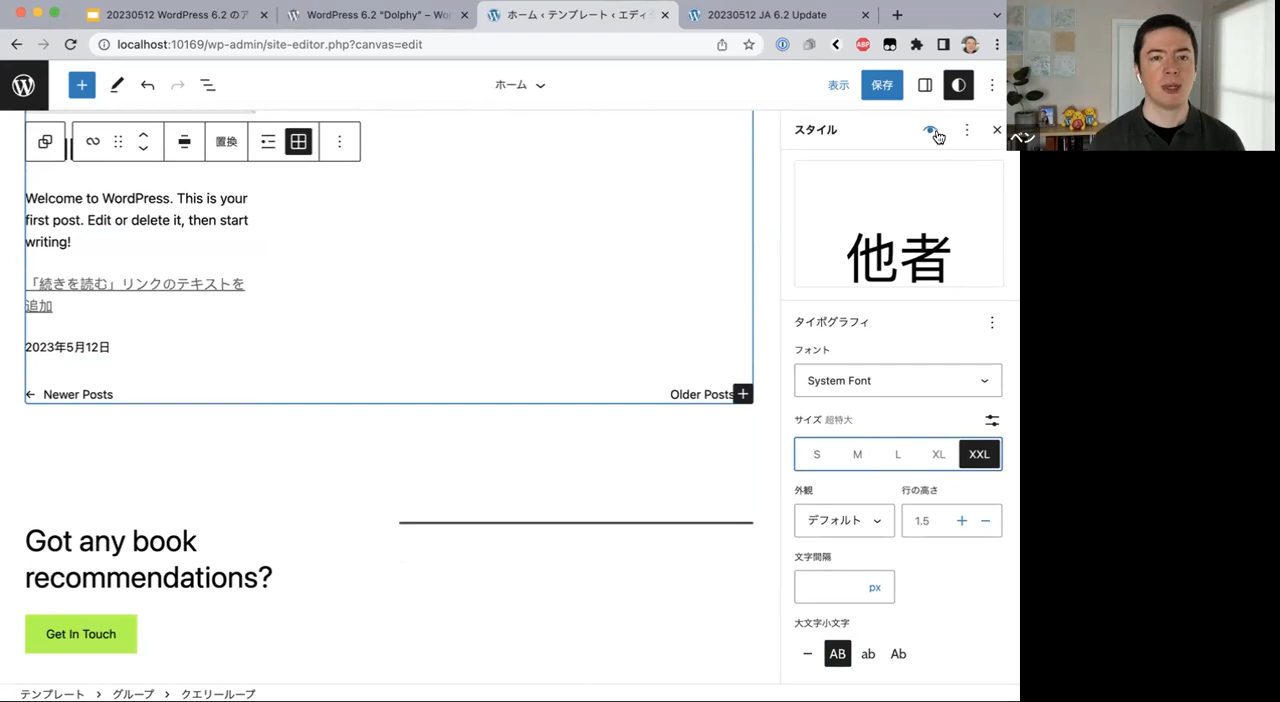 20230512 WordPress 6.2 のア
WordPress 6.2 "Dolphy" – Wo
ホーム ‹ テンプレート ‹ エディ
20230512 JA 6.2 Update
localhost:10169/wp-admin/site-editor.php?canvas=edit
ABP
ホーム
表示
保存
置換
スタイル
ベン
Welcome to WordPress. This is your
first post. Edit or delete it, then start
writing!
「続きを読む」リンクのテキストを
追加
2023年5月12日
← Newer Posts
Older Posts
Got any book
recommendations?
Get In Touch
他者
タイポグラフィ
フォント
System Font
サイズ 超特大
S M L XL XXL
外観 行の高さ
デフォルト 1.5 + −
文字間隔
px
大文字小文字
– AB ab Ab
テンプレート › グループ › クエリーループ